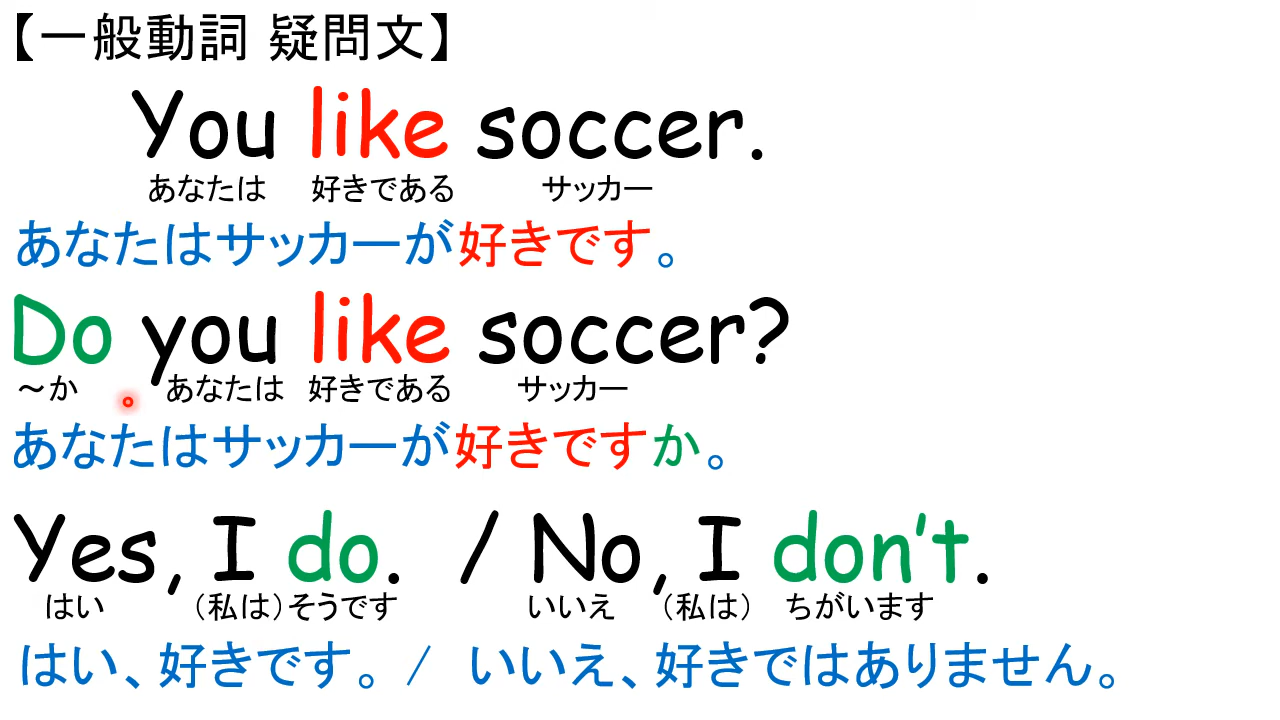 【一般動詞 疑問文】
You like soccer.
あなたは 好きである サッカー
あなたはサッカーが好きです。
Do you like soccer?
～か あなたは 好きである サッカー
あなたはサッカーが好きですか。
Yes, I do. / No, I don't.
はい （私は）そうです いいえ （私は） ちがいます
はい、好きです。 / いいえ、好きではありません。